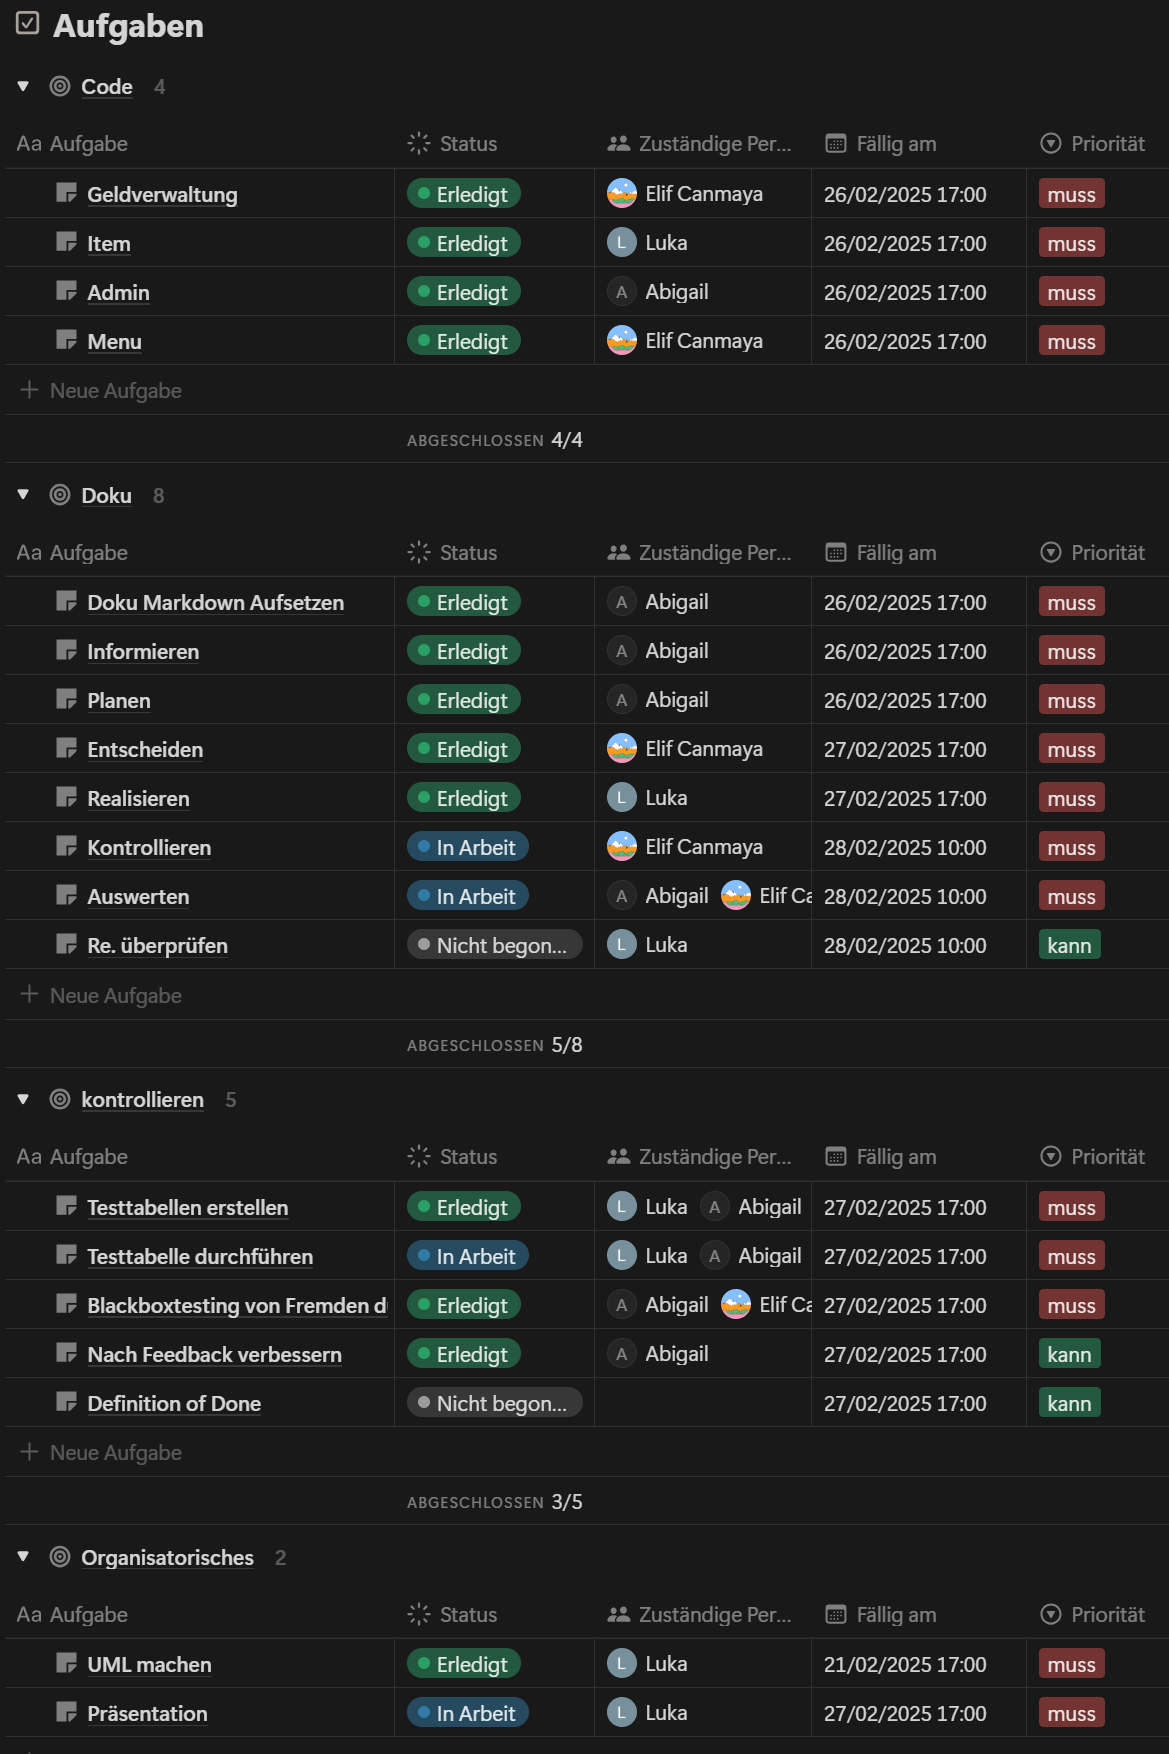 Aufgaben
Code 4
Aa Aufgabe Status Zuständige Per... Fällig am Priorität
Geldverwaltung Erledigt Elif Canmaya 26/02/2025 17:00 muss
Item Erledigt L Luka 26/02/2025 17:00 muss
Admin Erledigt A Abigail 26/02/2025 17:00 muss
Menu Erledigt Elif Canmaya 26/02/2025 17:00 muss
Neue Aufgabe
ABGESCHLOSSEN 4/4
Doku 8
Aa Aufgabe Status Zuständige Per... Fällig am Priorität
Doku Markdown Aufsetzen Erledigt A Abigail 26/02/2025 17:00 muss
Informieren Erledigt A Abigail 26/02/2025 17:00 muss
Planen Erledigt A Abigail 26/02/2025 17:00 muss
Entscheiden Erledigt Elif Canmaya 27/02/2025 17:00 muss
Realisieren Erledigt L Luka 27/02/2025 17:00 muss
Kontrollieren In Arbeit Elif Canmaya 28/02/2025 10:00 muss
Auswerten In Arbeit A Abigail Elif Ca 28/02/2025 10:00 muss
Re. überprüfen Nicht begon... L Luka 28/02/2025 10:00 kann
Neue Aufgabe
ABGESCHLOSSEN 5/8
kontrollieren 5
Aa Aufgabe Status Zuständige Per... Fällig am Priorität
Testtabellen erstellen Erledigt L Luka A Abigail 27/02/2025 17:00 muss
Testtabelle durchführen In Arbeit L Luka A Abigail 27/02/2025 17:00 muss
Blackboxtesting von Fremden d Erledigt A Abigail Elif Ca 27/02/2025 17:00 muss
Nach Feedback verbessern Erledigt A Abigail 27/02/2025 17:00 kann
Definition of Done Nicht begon... 27/02/2025 17:00 kann
Neue Aufgabe
ABGESCHLOSSEN 3/5
Organisatorisches 2
Aa Aufgabe Status Zuständige Per... Fällig am Priorität
UML machen Erledigt L Luka 21/02/2025 17:00 muss
Präsentation In Arbeit L Luka 27/02/2025 17:00 muss